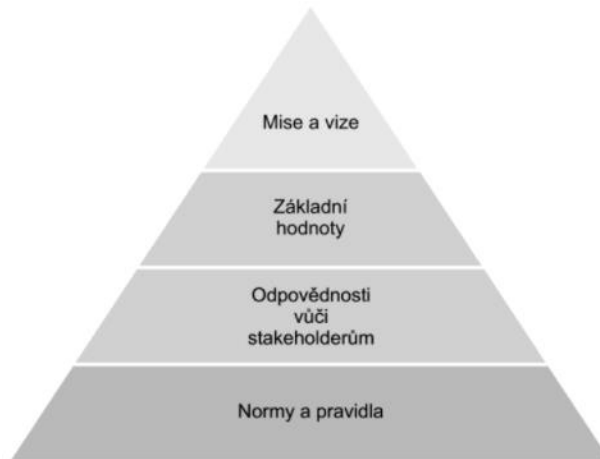 Mise a vize
Základní
hodnoty
Odpovědnosti
vůči
stakeholderům
Normy a pravidla